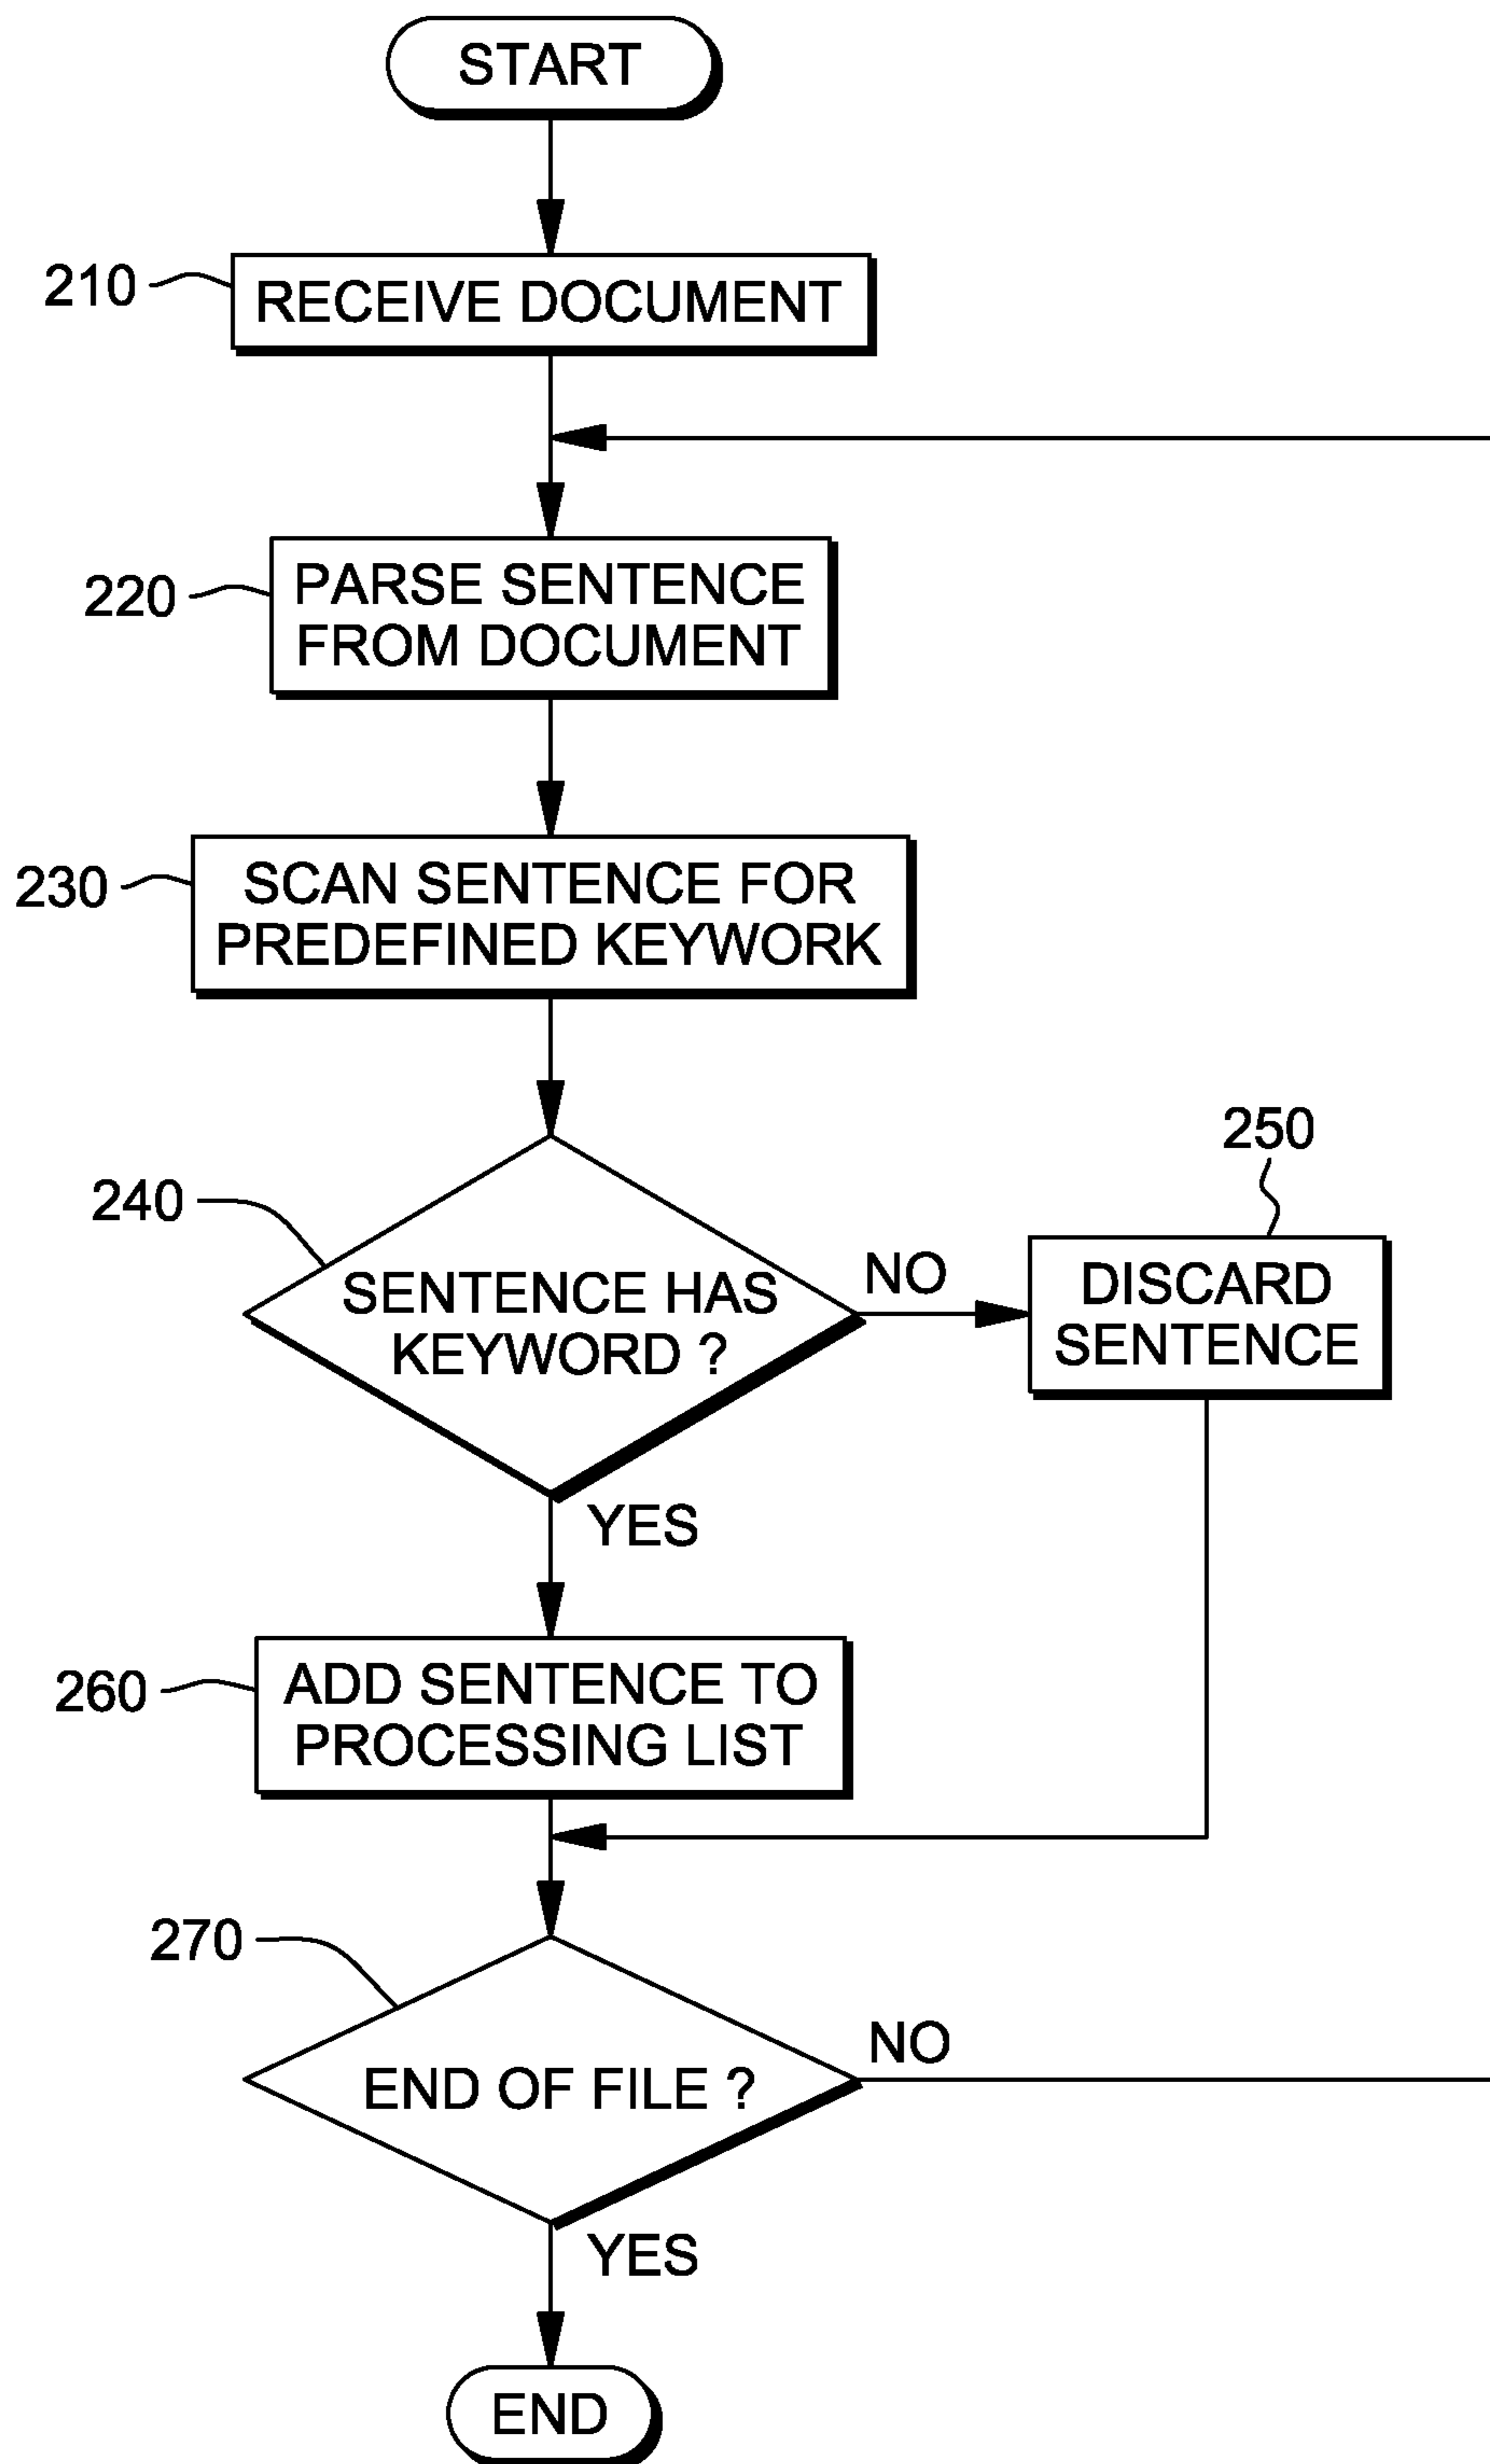 START
210
RECEIVE DOCUMENT
220
PARSE SENTENCE
FROM DOCUMENT
230
SCAN SENTENCE FOR
PREDEFINED KEYWORK
240
SENTENCE HAS
KEYWORD ?
NO
250
DISCARD
SENTENCE
YES
260
ADD SENTENCE TO
PROCESSING LIST
270
END OF FILE ?
NO
YES
END